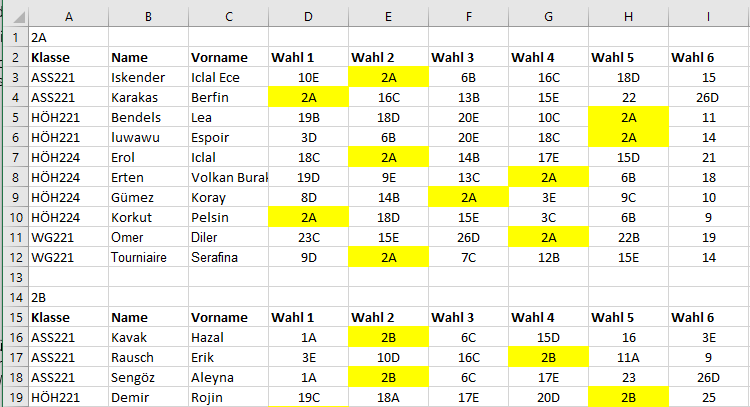 A B C D E F G H I
1 2A
2 Klasse Name Vorname Wahl 1 Wahl 2 Wahl 3 Wahl 4 Wahl 5 Wahl 6
3 ASS221 Iskender Iclal Ece 10E 2A 6B 16C 18D 15
4 ASS221 Karakas Berfin 2A 16C 13B 15E 22 26D
5 HÖH221 Bendels Lea 19B 18D 20E 10C 2A 11
6 HÖH221 Iuwawu Espoir 3D 6B 20E 18C 2A 14
7 HÖH224 Erol Iclal 18C 2A 14B 17E 15D 21
8 HÖH224 Erten Volkan Burak 19D 9E 13C 2A 6B 18
9 HÖH224 Gümez Koray 8D 14B 2A 3E 9C 10
10 HÖH224 Korkut Pelsin 2A 18D 15E 3C 6B 9
11 WG221 Omer Diler 23C 15E 26D 2A 22B 19
12 WG221 Tourniaire Serafina 9D 2A 7C 12B 15E 14
13
14 2B
15 Klasse Name Vorname Wahl 1 Wahl 2 Wahl 3 Wahl 4 Wahl 5 Wahl 6
16 ASS221 Kavak Hazal 1A 2B 6C 15D 16 3E
17 ASS221 Rausch Erik 3E 10D 16C 2B 11A 9
18 ASS221 Sengöz Aleyna 1A 2B 6C 17E 23 26D
19 HÖH221 Demir Rojin 19C 18A 17E 20D 2B 25